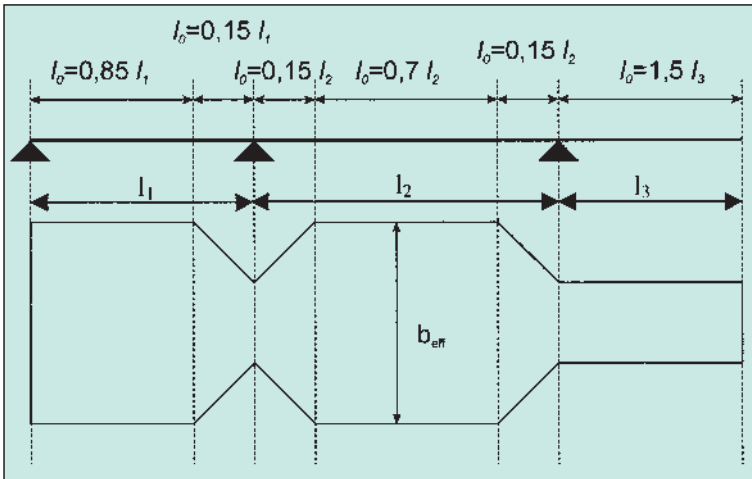 l₀=0,15 l₁
l₀=0,85 l₁
l₀=0,15 l₂
l₀=0,7 l₂
l₀=0,15 l₂
l₀=1,5 l₃
l₁
l₂
l₃
b_eff